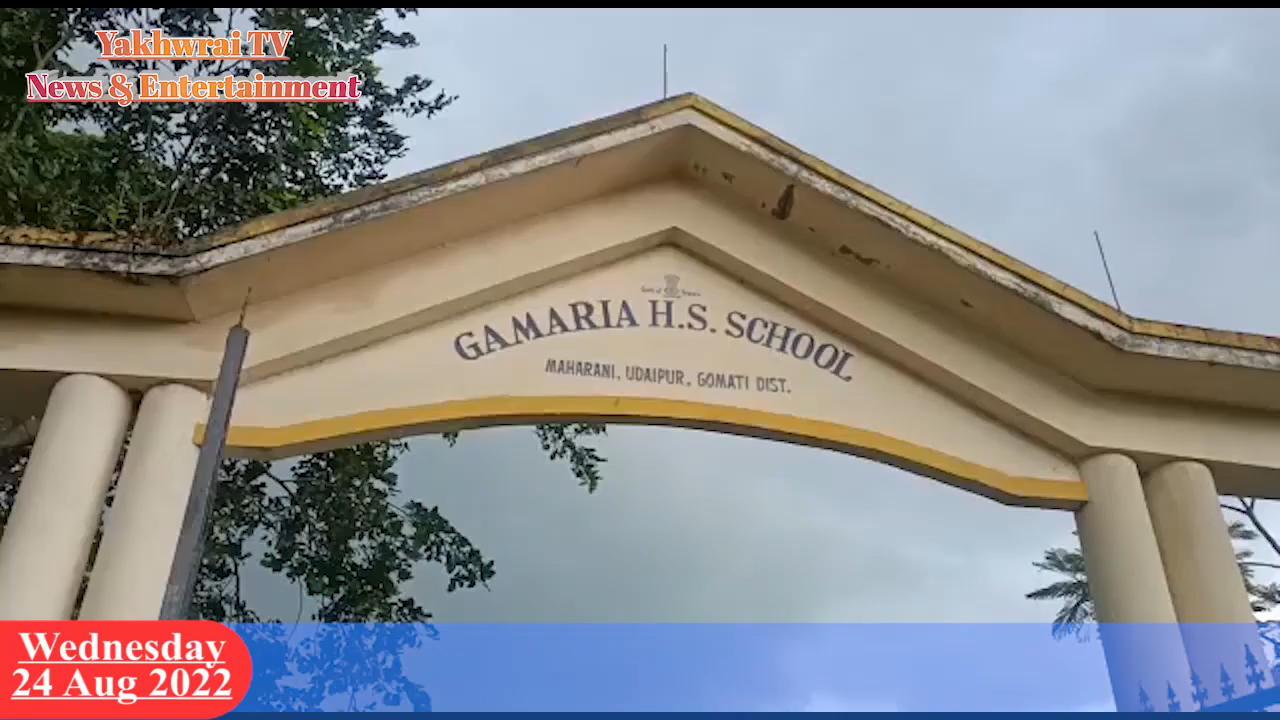 Yakhwrai TV
News & Entertainment
GAMARIA H.S. SCHOOL
MAHARANI, UDAIPUR, GOMATI DIST.
Wednesday
24 Aug 2022